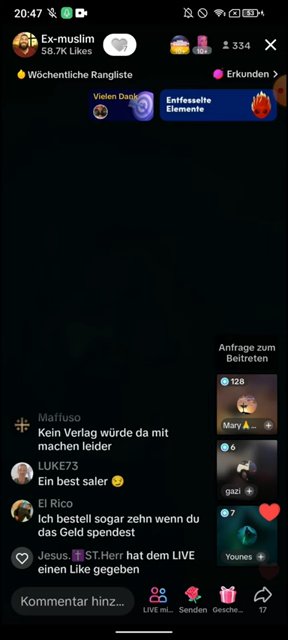 20:47
Ex-muslim
58.7K Likes
10+
10+
334
Wöchentliche Rangliste
Erkunden >
Vielen Dank
Entfesselte
Elemente
Anfrage zum
Beitreten
128
Mary🙏...
6
gazi
7
Younes
Maffuso
Kein Verlag würde da mit
machen leider
LUKE73
Ein best saler 😏
El Rico
Ich bestell sogar zehn wenn du
das Geld spendest
Jesus.✝️ST.Herr hat dem LIVE
einen Like gegeben
Kommentar hinz...
LIVE mi...
Senden
Gesche...
17